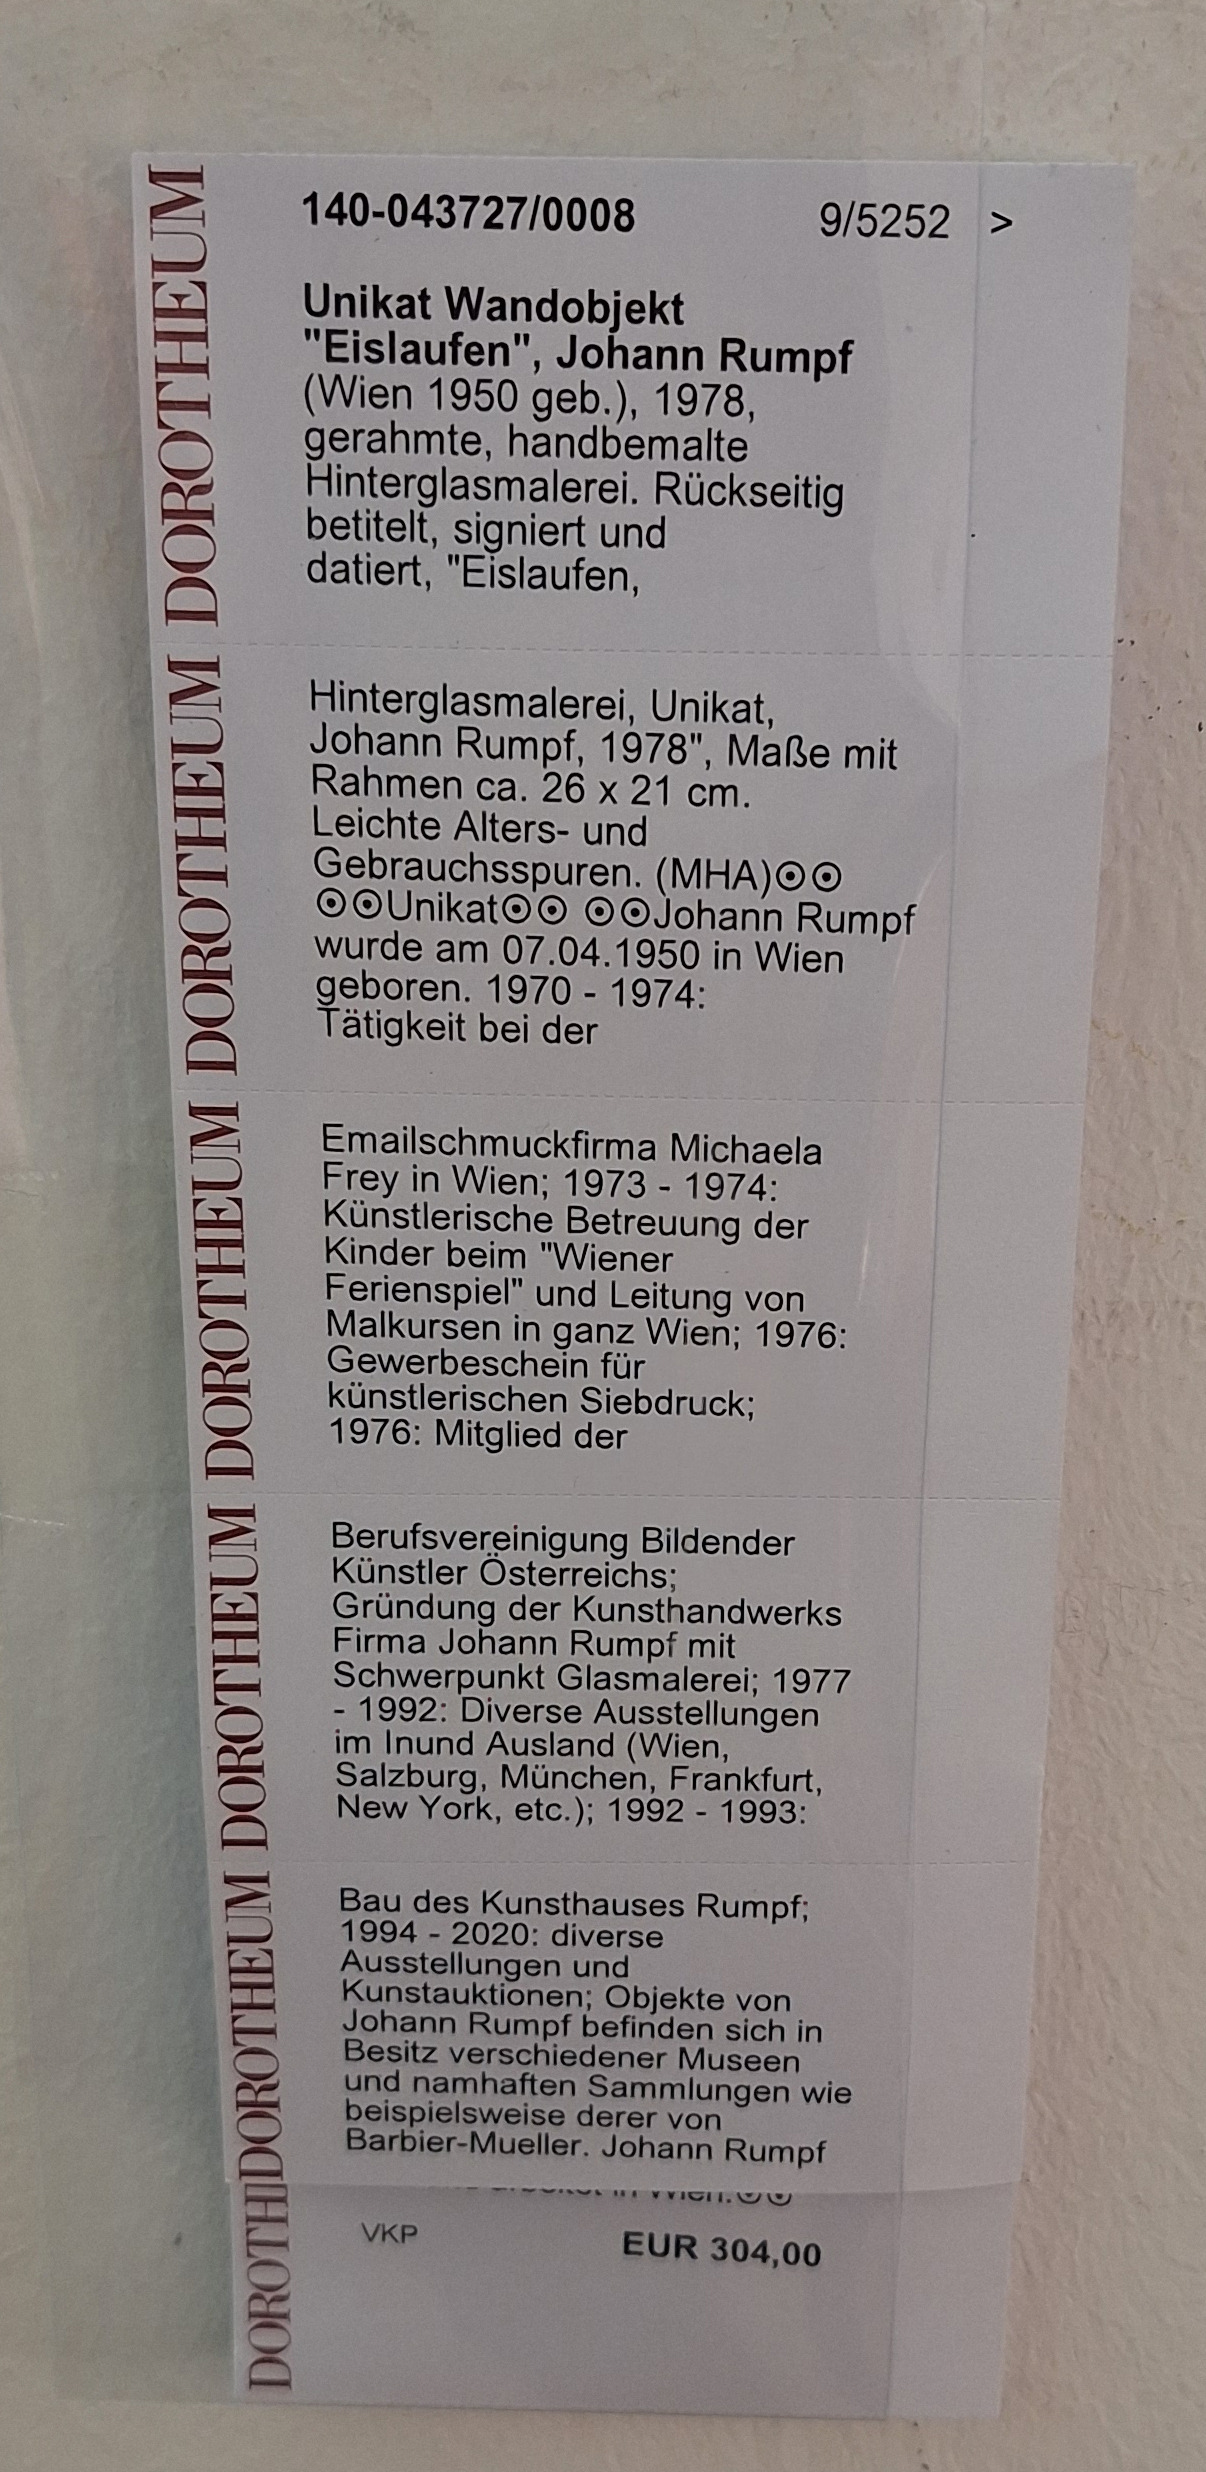 140-043727/0008 9/5252 >
Unikat Wandobjekt
"Eislaufen", Johann Rumpf
(Wien 1950 geb.), 1978,
gerahmte, handbemalte
Hinterglasmalerei. Rückseitig
betitelt, signiert und
datiert, "Eislaufen,
Hinterglasmalerei, Unikat,
Johann Rumpf, 1978", Maße mit
Rahmen ca. 26 x 21 cm.
Leichte Alters- und
Gebrauchsspuren. (MHA)⊙⊙
⊙⊙Unikat⊙⊙ ⊙⊙Johann Rumpf
wurde am 07.04.1950 in Wien
geboren. 1970 - 1974:
Tätigkeit bei der
Emailschmuckfirma Michaela
Frey in Wien; 1973 - 1974:
Künstlerische Betreuung der
Kinder beim "Wiener
Ferienspiel" und Leitung von
Malkursen in ganz Wien; 1976:
Gewerbeschein für
künstlerischen Siebdruck;
1976: Mitglied der
Berufsvereinigung Bildender
Künstler Österreichs;
Gründung der Kunsthandwerks
Firma Johann Rumpf mit
Schwerpunkt Glasmalerei; 1977
- 1992: Diverse Ausstellungen
im Inund Ausland (Wien,
Salzburg, München, Frankfurt,
New York, etc.); 1992 - 1993:
Bau des Kunsthauses Rumpf;
1994 - 2020: diverse
Ausstellungen und
Kunstauktionen; Objekte von
Johann Rumpf befinden sich in
Besitz verschiedener Museen
und namhaften Sammlungen wie
beispielsweise derer von
Barbier-Mueller. Johann Rumpf
in Wien.⊙⊙
VKP EUR 304,00
DOROTHEUM
DOROTHEUM
DOROTHEUM
DOROTHEUM
DOROTHEUM
DOROTH